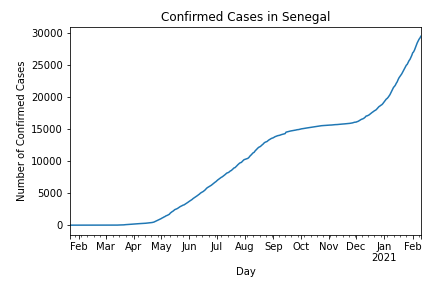 Confirmed Cases in Senegal
Number of Confirmed Cases
30000
25000
20000
15000
10000
5000
0
Feb Mar Apr May Jun Jul Aug Sep Oct Nov Dec Jan Feb
2021
Day